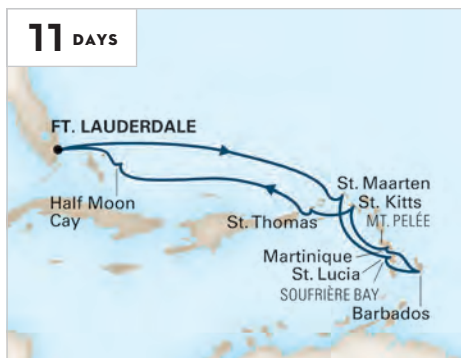 11 DAYS
FT. LAUDERDALE
Half Moon
Cay
St. Maarten
St. Kitts
St. Thomas
MT. PELÉE
Martinique
St. Lucia
SOUFRIÈRE BAY
Barbados